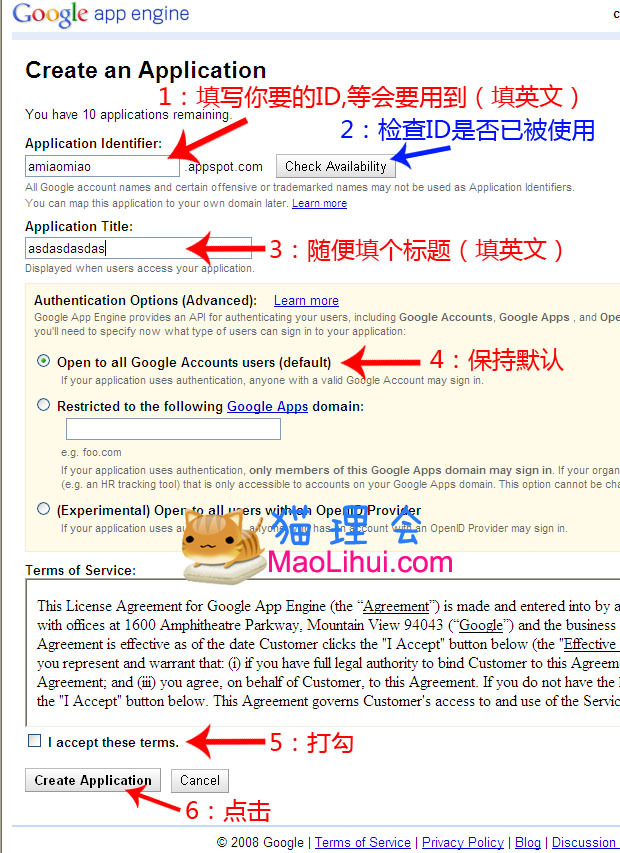 Google app engine
Create an Application
1：填写你要的ID,等会要用到（填英文）
You have 10 applications remaining.
2：检查ID是否已被使用
Application Identifier:
amiaomiao .appspot.com Check Availability
All Google account names and certain offensive or trademarked names may not be used as Application Identifiers.
You can map this application to your own domain later. Learn more
Application Title:
asdasdasdas
3：随便填个标题（填英文）
Displayed when users access your application.
Authentication Options (Advanced): Learn more
Google App Engine provides an API for authenticating your users, including Google Accounts, Google Apps , and Ope
you'll need to specify now what type of users can sign in to your application:
Open to all Google Accounts users (default)
4：保持默认
If your application uses authentication, anyone with a valid Google Account may sign in.
Restricted to the following Google Apps domain:
e.g. foo.com
If your application uses authentication, only members of this Google Apps domain may sign in. If your organ
(e.g. an HR tracking tool) that is only accessible to accounts on your Google Apps domain. This option cannot be cha
(Experimental) Open to all users with an OpenID Provider
If your application uses au anyone who has an account with an OpenID Provider may sign in.
猫理会
MaoLihui.com
Terms of Service:
This License Agreement for Google App Engine (the “Agreement”) is made and entered into by a
with offices at 1600 Amphitheatre Parkway, Mountain View 94043 (“Google”) and the business
Agreement is effective as of the date Customer clicks the "I Accept" button below (the "Effective
you represent and warrant that: (i) if you have full legal authority to bind Customer to this Agreem
Agreement; and (iii) you agree, on behalf of Customer, to this Agreement. If you do not have the l
the "I Accept" button below. This Agreement governs Customer's access to and use of the Servic
I accept these terms.
5：打勾
Create Application Cancel
6：点击
© 2008 Google | Terms of Service | Privacy Policy | Blog | Discussion